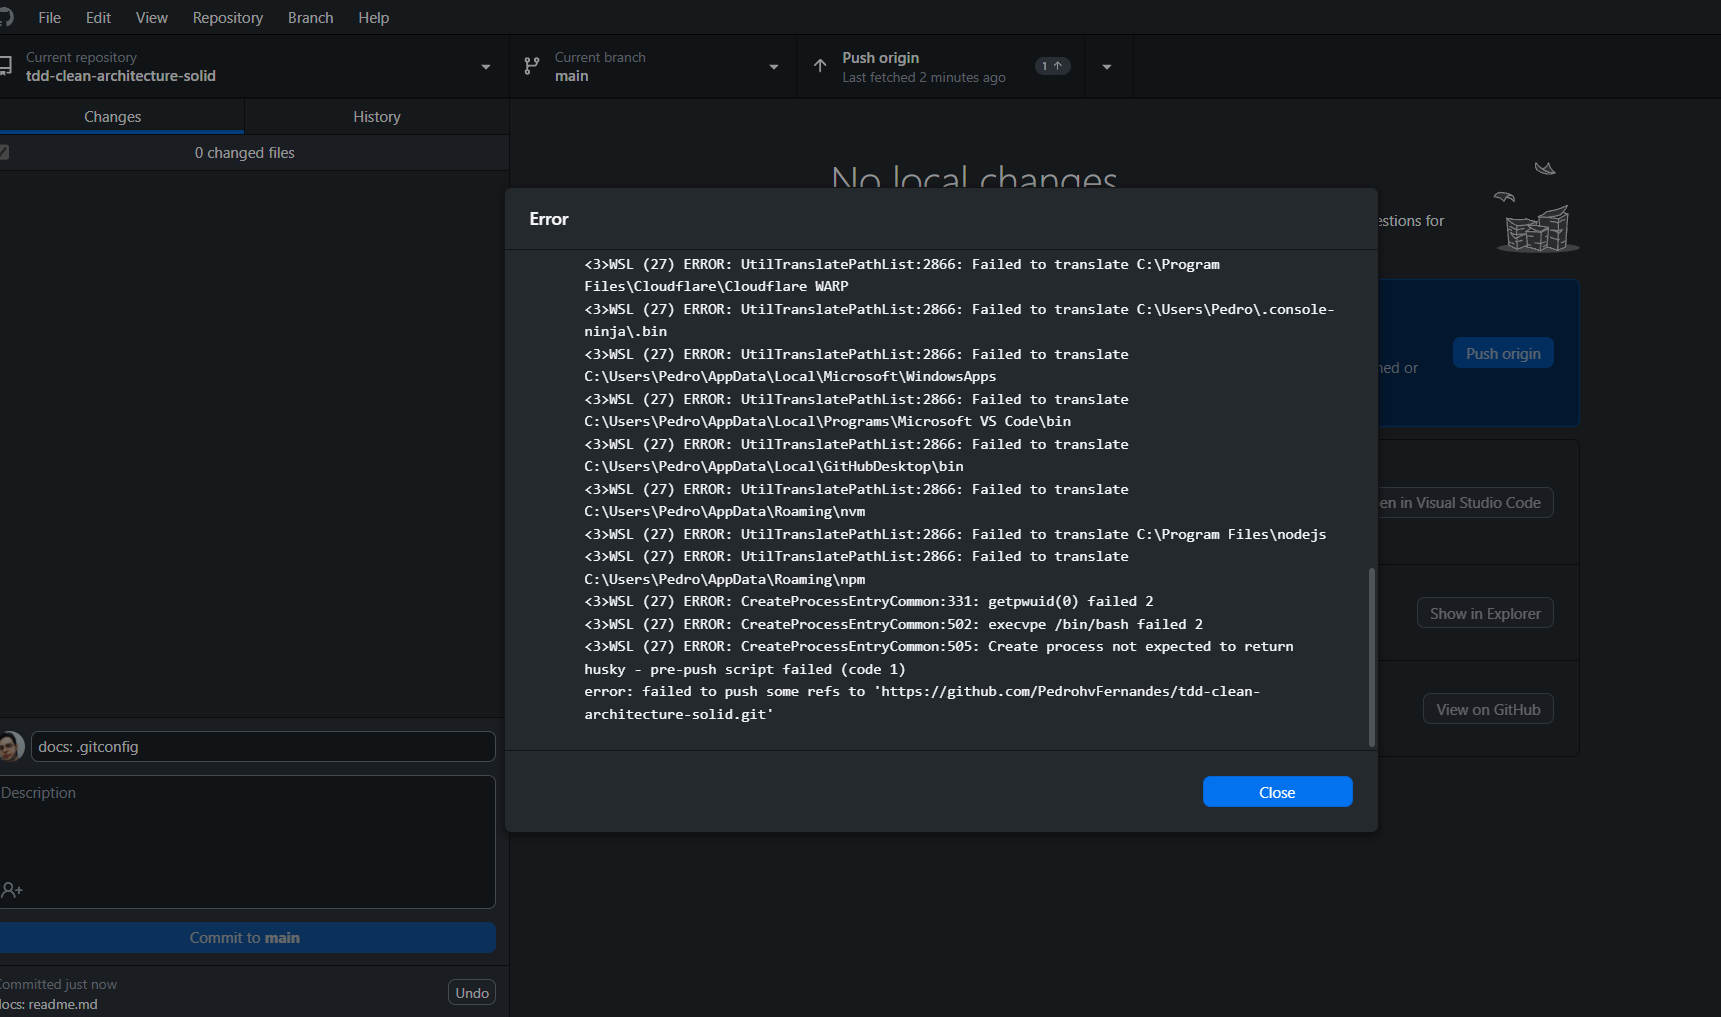 File Edit View Repository Branch Help
Current repository
tdd-clean-architecture-solid
Current branch
main
Push origin
Last fetched 2 minutes ago
1
Changes History
0 changed files
No local changes
estions for
Push origin
ned or
en in Visual Studio Code
Show in Explorer
View on GitHub
Error
<3>WSL (27) ERROR: UtilTranslatePathList:2866: Failed to translate C:\Program
Files\Cloudflare\Cloudflare WARP
<3>WSL (27) ERROR: UtilTranslatePathList:2866: Failed to translate C:\Users\Pedro\.console-
ninja\.bin
<3>WSL (27) ERROR: UtilTranslatePathList:2866: Failed to translate
C:\Users\Pedro\AppData\Local\Microsoft\WindowsApps
<3>WSL (27) ERROR: UtilTranslatePathList:2866: Failed to translate
C:\Users\Pedro\AppData\Local\Programs\Microsoft VS Code\bin
<3>WSL (27) ERROR: UtilTranslatePathList:2866: Failed to translate
C:\Users\Pedro\AppData\Local\GitHubDesktop\bin
<3>WSL (27) ERROR: UtilTranslatePathList:2866: Failed to translate
C:\Users\Pedro\AppData\Roaming\nvm
<3>WSL (27) ERROR: UtilTranslatePathList:2866: Failed to translate C:\Program Files\nodejs
<3>WSL (27) ERROR: UtilTranslatePathList:2866: Failed to translate
C:\Users\Pedro\AppData\Roaming\npm
<3>WSL (27) ERROR: CreateProcessEntryCommon:331: getpwuid(0) failed 2
<3>WSL (27) ERROR: CreateProcessEntryCommon:502: execvpe /bin/bash failed 2
<3>WSL (27) ERROR: CreateProcessEntryCommon:505: Create process not expected to return
husky - pre-push script failed (code 1)
error: failed to push some refs to 'https://github.com/PedrohvFernandes/tdd-clean-
architecture-solid.git'
Close
docs: .gitconfig
Description
Commit to main
Committed just now
docs: readme.md
Undo